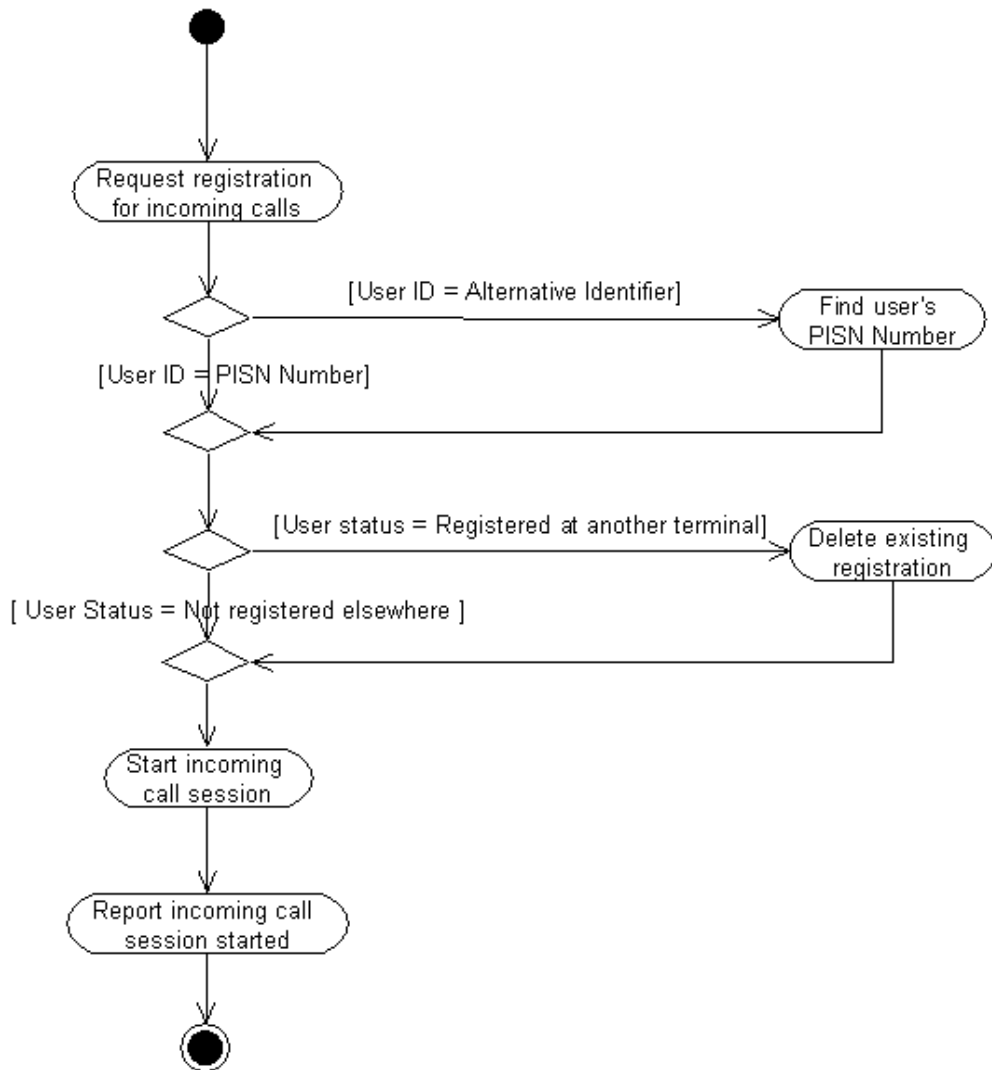 Request registration
for incoming calls
[User ID = Alternative Identifier]
Find user's
PISN Number
[User ID = PISN Number]
[User status = Registered at another terminal]
Delete existing
registration
[ User Status = Not registered elsewhere ]
Start incoming
call session
Report incoming call
session started